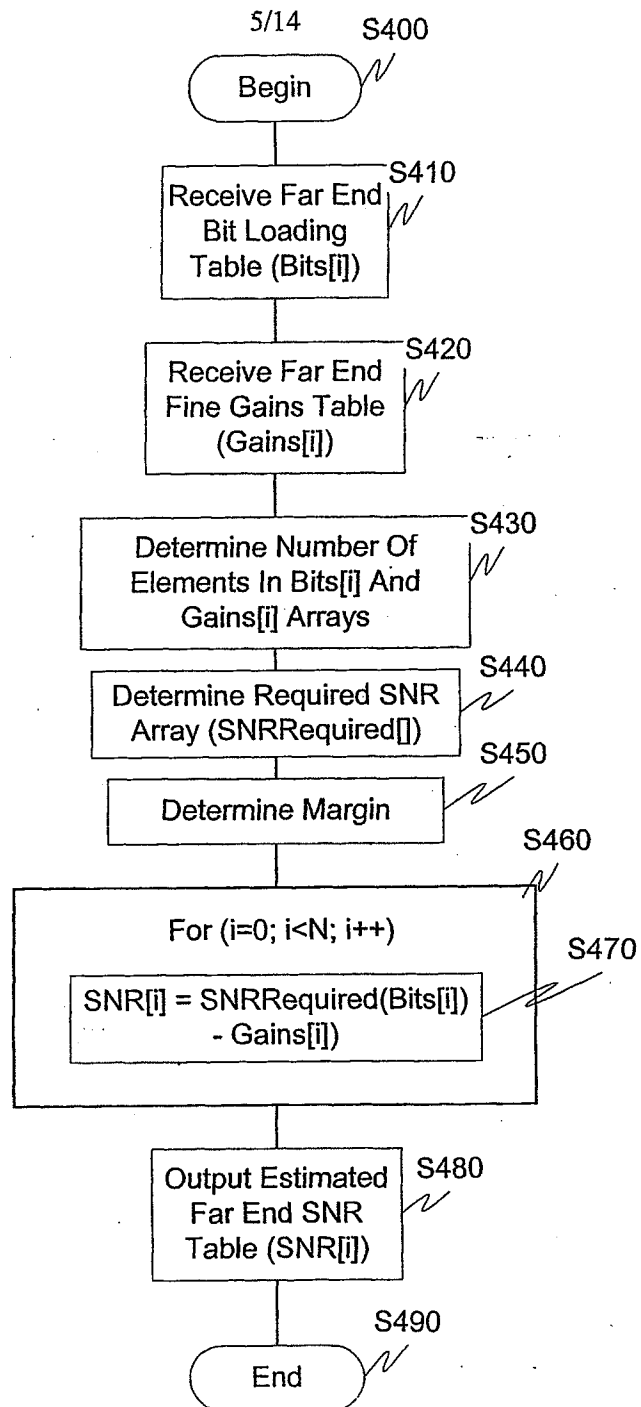 5/14
S400
Begin
S410
Receive Far End
Bit Loading
Table (Bits[i])
S420
Receive Far End
Fine Gains Table
(Gains[i])
S430
Determine Number Of
Elements In Bits[i] And
Gains[i] Arrays
S440
Determine Required SNR
Array (SNRRequired[])
S450
Determine Margin
S460
For (i=0; i<N; i++)
S470
SNR[i] = SNRRequired(Bits[i])
- Gains[i])
S480
Output Estimated
Far End SNR
Table (SNR[i])
S490
End